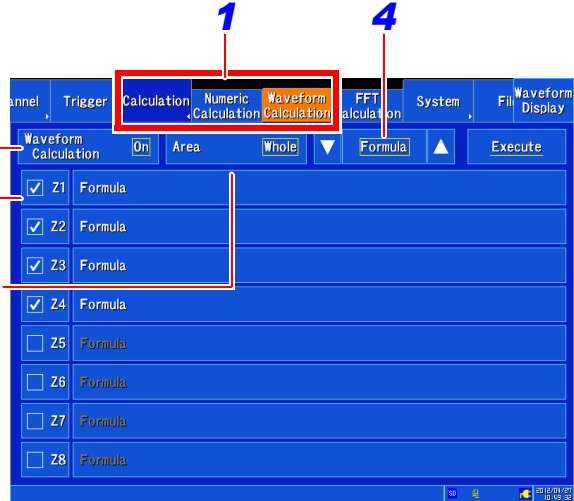 1
4
annel
Trigger
Calculation
Numeric
Calculation
Waveform
Calculation
FFT
alculation
System
Fil
Waveform
Display
Waveform
Calculation
On
Area
Whole
Formula
Execute
Z1 Formula
Z2 Formula
Z3 Formula
Z4 Formula
Z5 Formula
Z6 Formula
Z7 Formula
Z8 Formula
SD